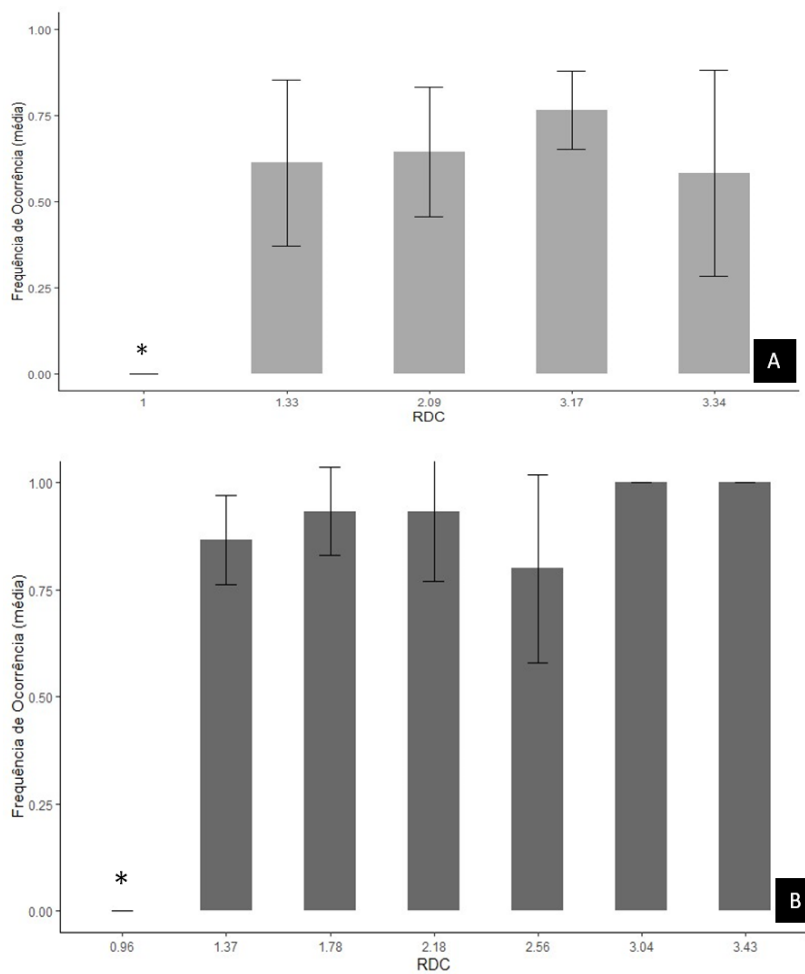 Frequência de Ocorrência (média)
1.00
0.75
0.50
0.25
0.00
*
A
1 1.33 2.09 3.17 3.34
RDC
Frequência de Ocorrência (média)
1.00
0.75
0.50
0.25
0.00
*
B
0.96 1.37 1.78 2.18 2.56 3.04 3.43
RDC